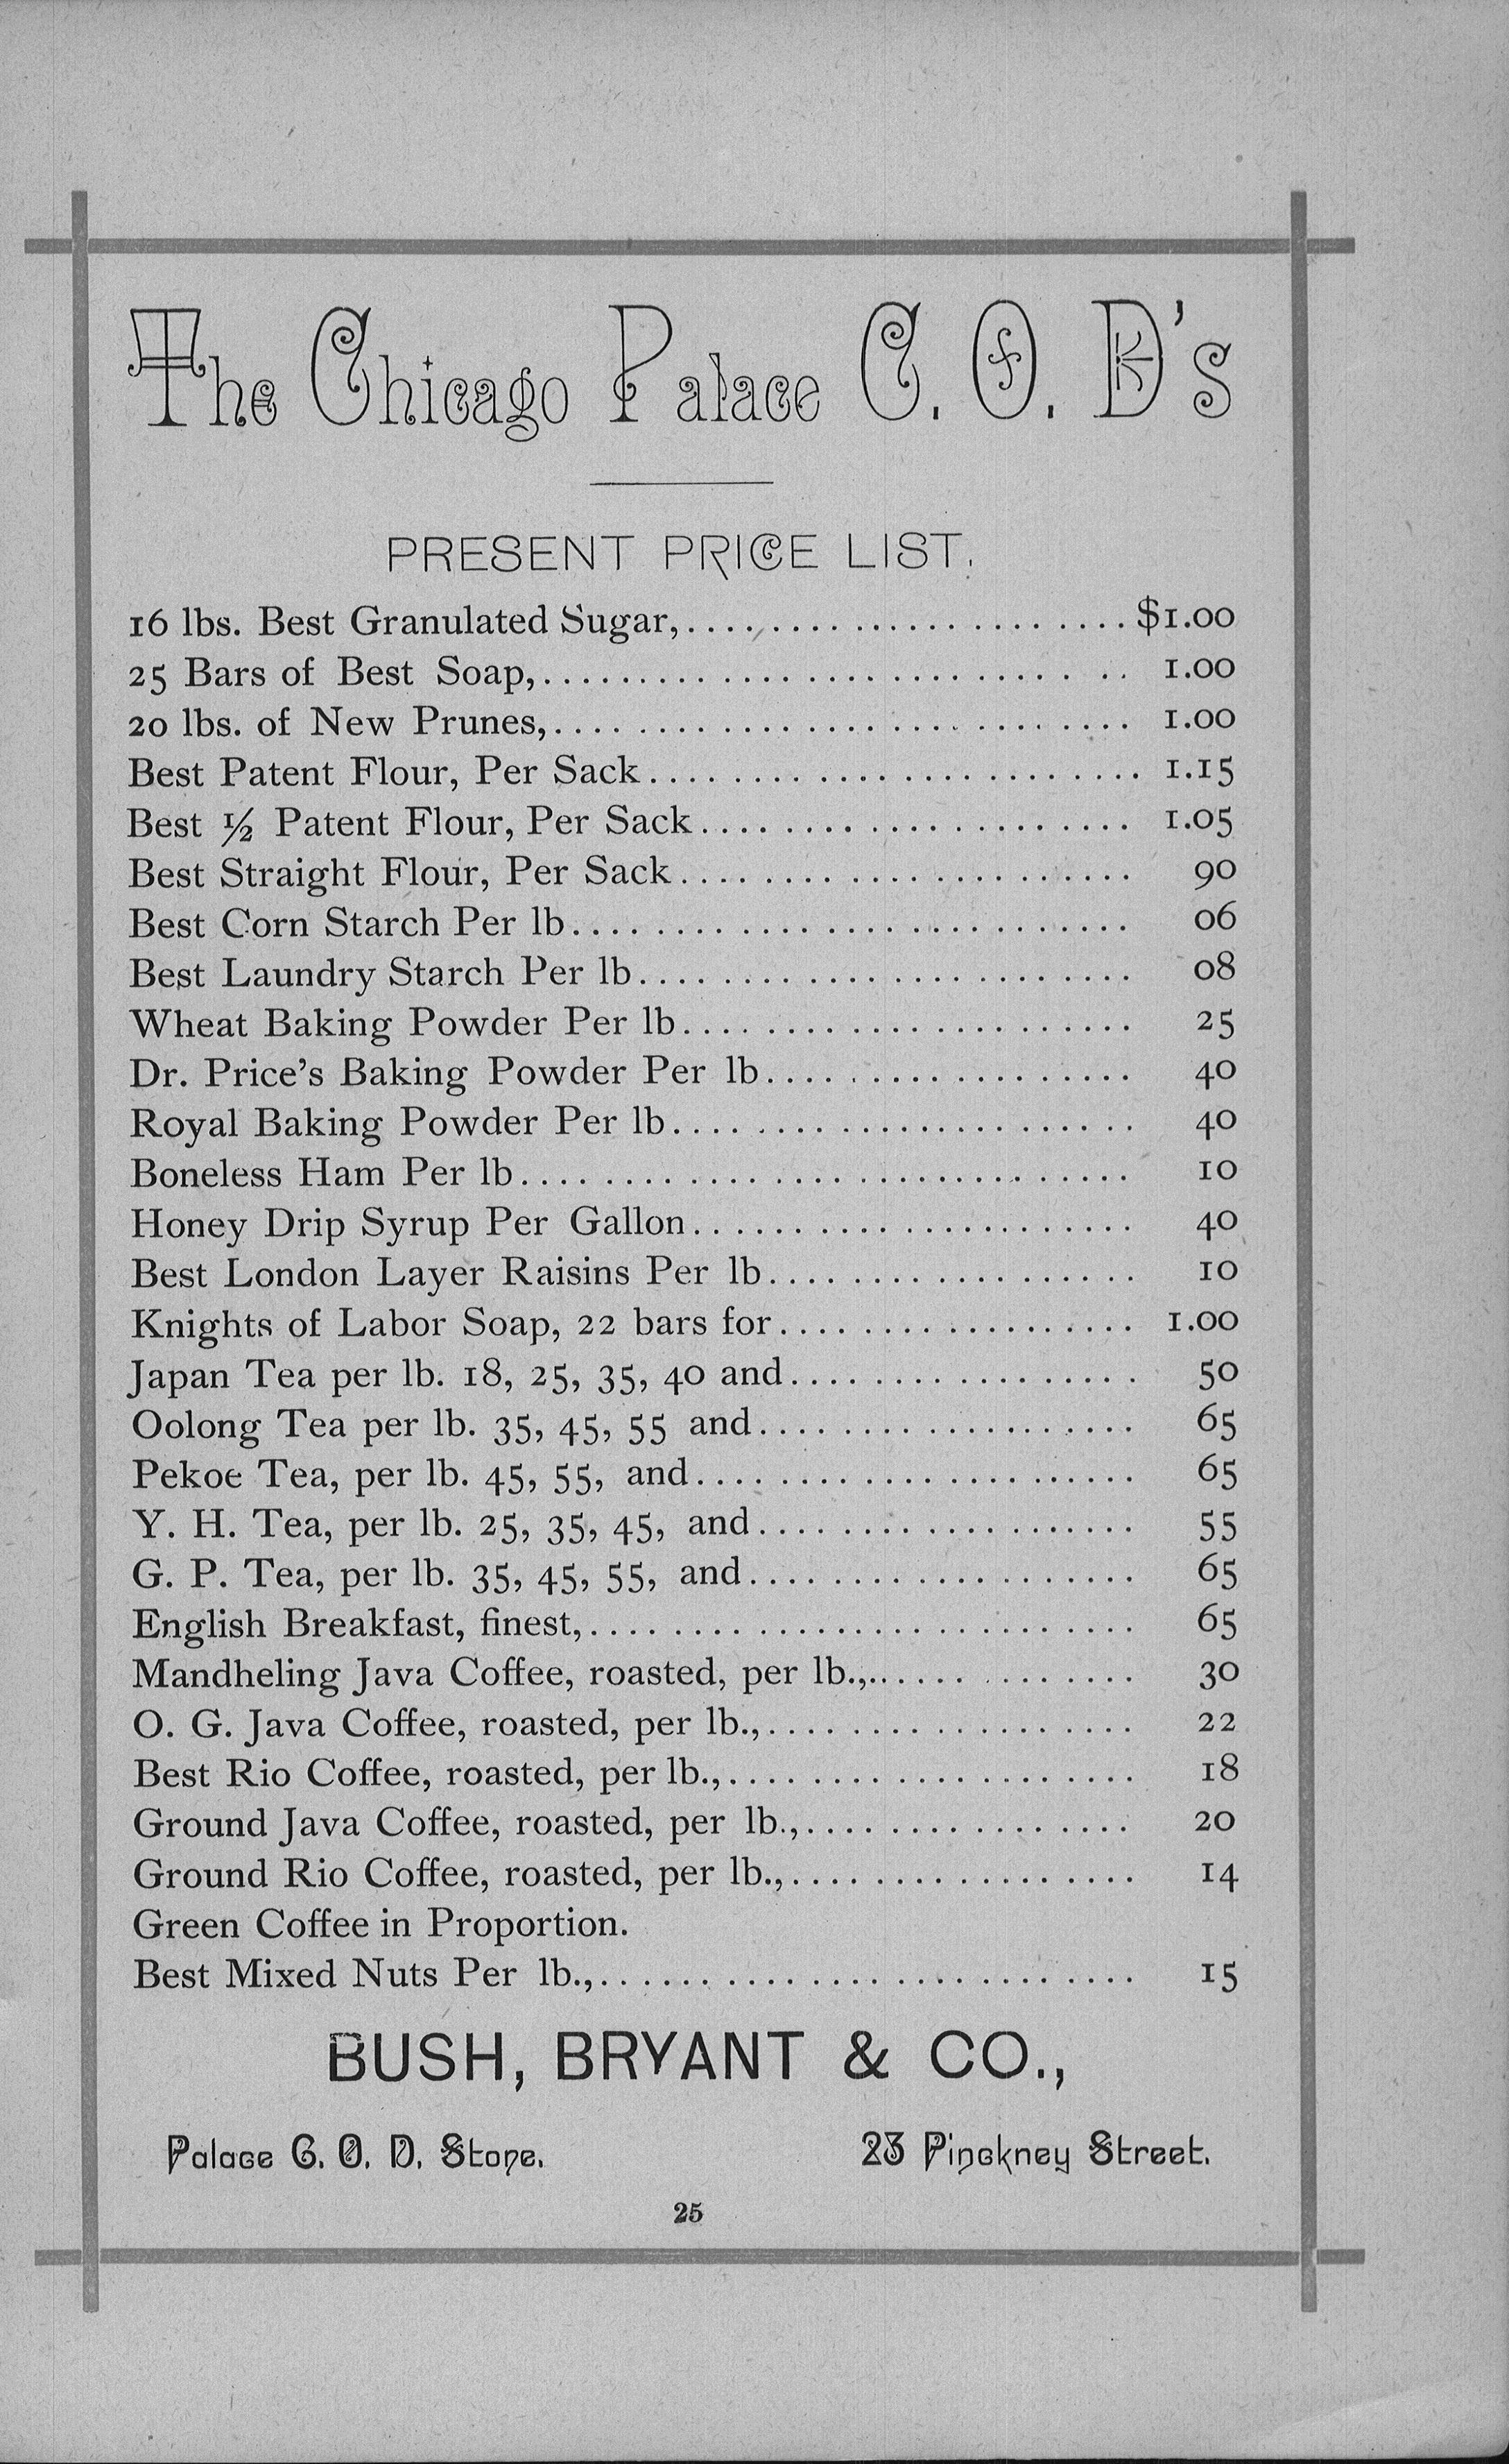 The Chicago Palace C. O. D's
PRESENT PRICE LIST.
16 lbs. Best Granulated Sugar,........................$1.00
25 Bars of Best Soap,.............................. 1.00
20 lbs. of New Prunes,.............................. 1.00
Best Patent Flour, Per Sack.......................... 1.15
Best ½ Patent Flour, Per Sack....................... 1.05
Best Straight Flour, Per Sack........................ 90
Best Corn Starch Per lb............................ 06
Best Laundry Starch Per lb.......................... 08
Wheat Baking Powder Per lb........................ 25
Dr. Price's Baking Powder Per lb.................... 40
Royal Baking Powder Per lb........................ 40
Boneless Ham Per lb.............................. 10
Honey Drip Syrup Per Gallon....................... 40
Best London Layer Raisins Per lb.................... 10
Knights of Labor Soap, 22 bars for................... 1.00
Japan Tea per lb. 18, 25, 35, 40 and................... 50
Oolong Tea per lb. 35, 45, 55 and.................... 65
Pekoe Tea, per lb. 45, 55, and....................... 65
Y. H. Tea, per lb. 25, 35, 45, and.................... 55
G. P. Tea, per lb. 35, 45, 55, and.................... 65
English Breakfast, finest,............................ 65
Mandheling Java Coffee, roasted, per lb.,.............. 30
O. G. Java Coffee, roasted, per lb.,................... 22
Best Rio Coffee, roasted, per lb.,..................... 18
Ground Java Coffee, roasted, per lb.,................. 20
Ground Rio Coffee, roasted, per lb.,.................. 14
Green Coffee in Proportion.
Best Mixed Nuts Per lb.,............................ 15
BUSH, BRYANT & CO.,
Palace C. O. D. Store. 23 Pinckney Street.
25